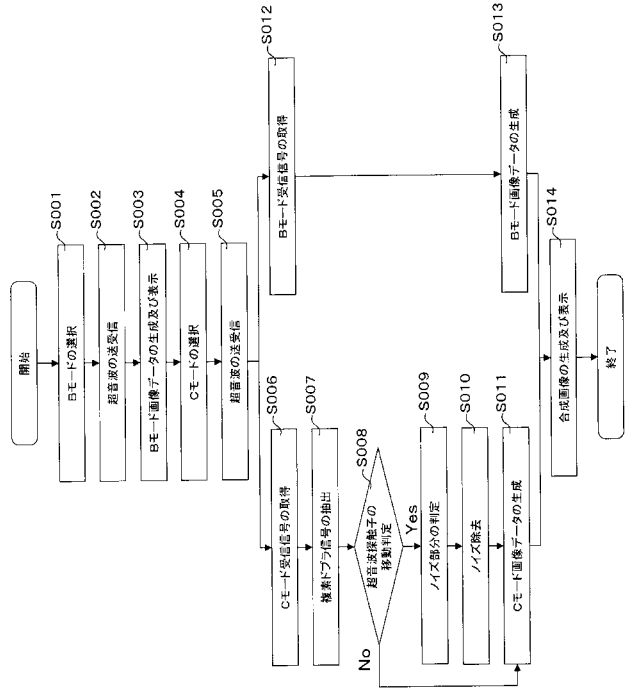 開始
Bモードの選択
S001
超音波の送受信
S002
Bモード画像データの生成及び表示
S003
Cモードの選択
S004
超音波の送受信
S005
Cモード受信信号の取得
S006
複素ドプラ信号の抽出
S007
超音波探触子の
移動判定
S008
Yes
No
ノイズ部分の判定
S009
ノイズ除去
S010
Cモード画像データの生成
S011
Bモード受信信号の取得
S012
Bモード画像データの生成
S013
合成画像の生成及び表示
S014
終了